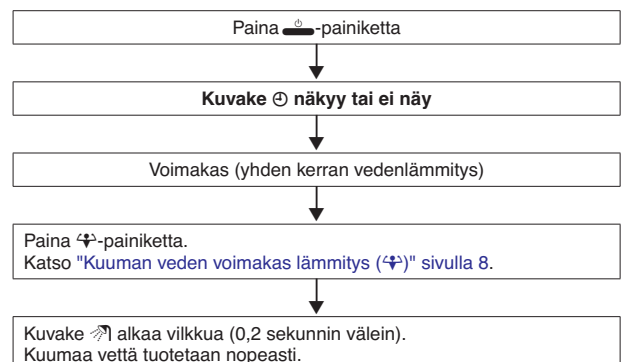 Paina -painiketta
Kuvake näkyy tai ei näy
Voimakas (yhden kerran vedenlämmitys)
Paina -painiketta.
Katso "Kuuman veden voimakas lämmitys ()" sivulla 8.
Kuvake alkaa vilkkua (0,2 sekunnin välein).
Kuumaa vettä tuotetaan nopeasti.